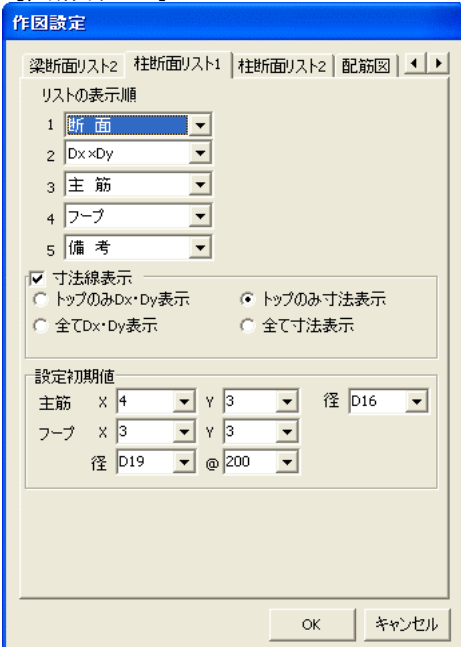 作図設定
梁断面リスト2 柱断面リスト1 柱断面リスト2 配筋図
リストの表示順
1 断 面
2 Dx×Dy
3 主 筋
4 フープ
5 備 考
寸法線表示
トップのみDx・Dy表示 トップのみ寸法表示
全てDx・Dy表示 全て寸法表示
設定初期値
主筋 X 4 Y 3 径 D16
フープ X 3 Y 3
径 D19 @ 200
OK キャンセル